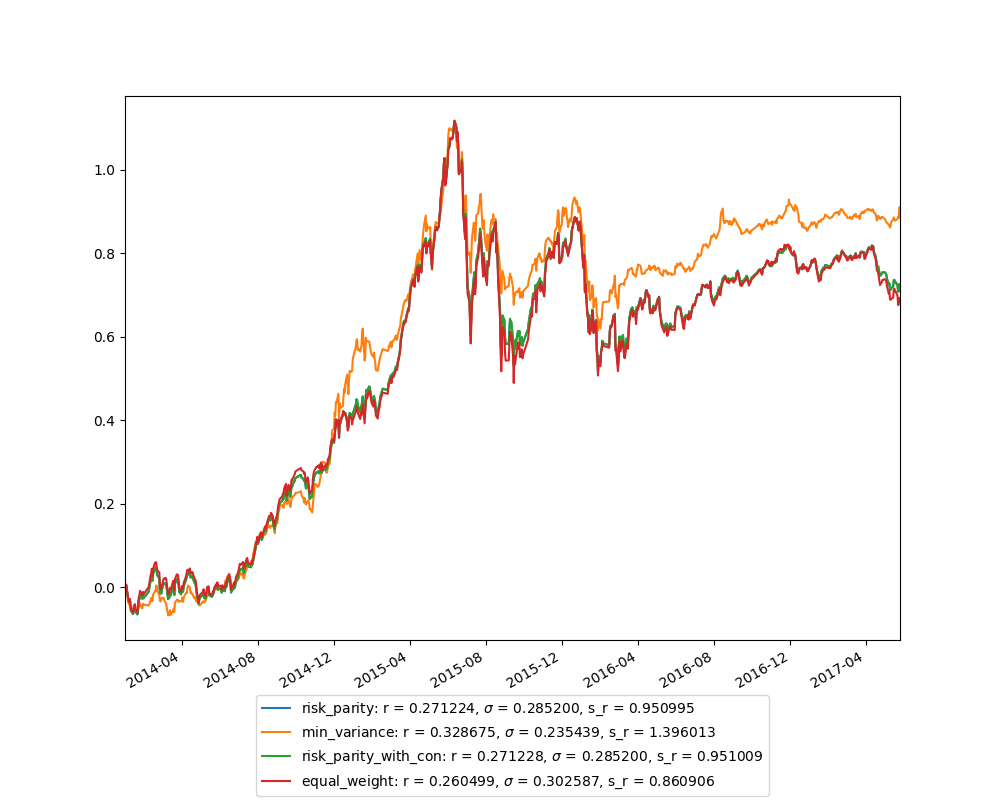 1.0
0.8
0.6
0.4
0.2
0.0
2014-04 2014-08 2014-12 2015-04 2015-08 2015-12 2016-04 2016-08 2016-12 2017-04
risk_parity: r = 0.271224, σ = 0.285200, s_r = 0.950995
min_variance: r = 0.328675, σ = 0.235439, s_r = 1.396013
risk_parity_with_con: r = 0.271228, σ = 0.285200, s_r = 0.951009
equal_weight: r = 0.260499, σ = 0.302587, s_r = 0.860906